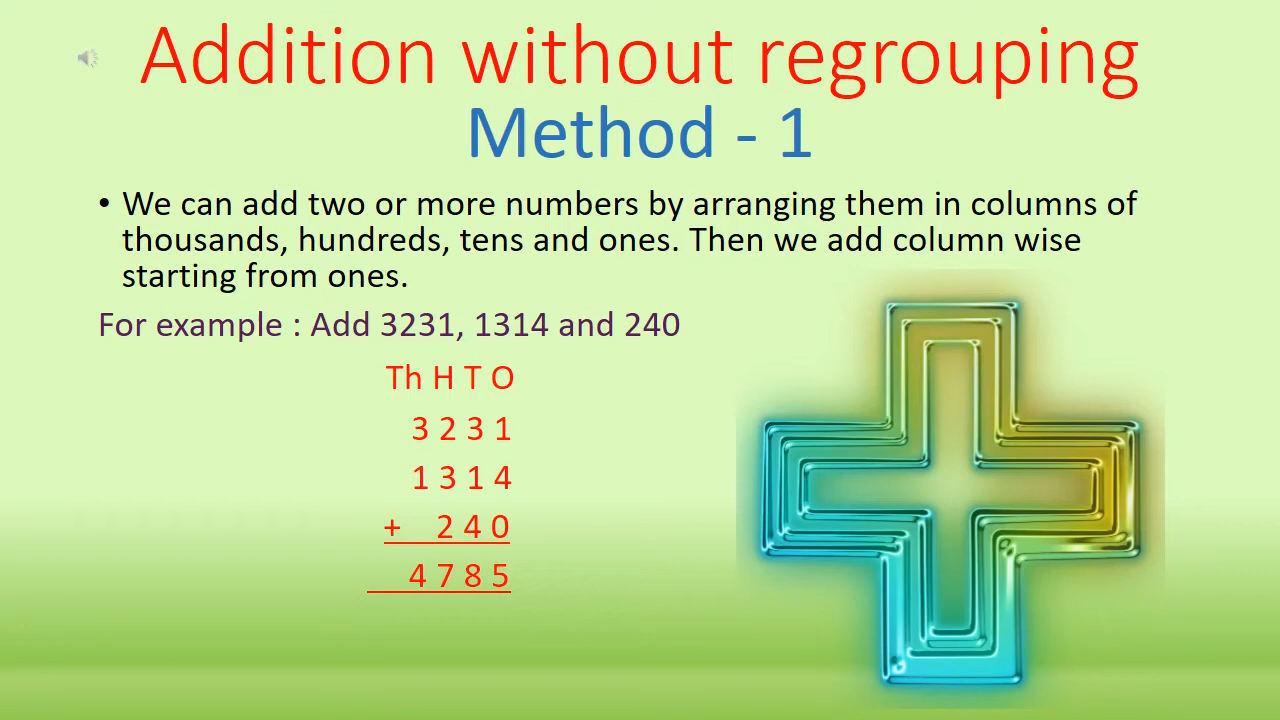 Addition without regrouping
Method - 1
• We can add two or more numbers by arranging them in columns of
thousands, hundreds, tens and ones. Then we add column wise
starting from ones.
For example : Add 3231, 1314 and 240
Th H T O
3 2 3 1
1 3 1 4
+ 2 4 0
4 7 8 5